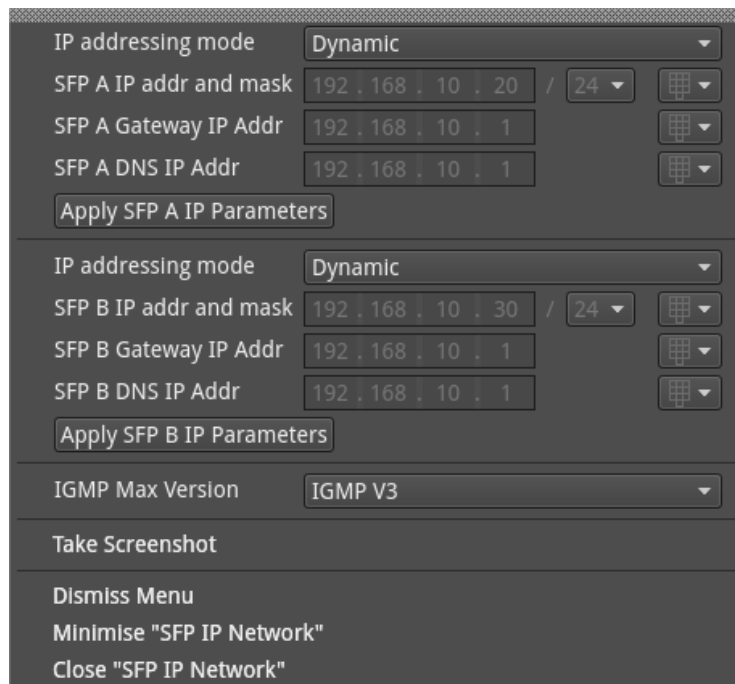 IP addressing mode Dynamic
SFP A IP addr and mask 192 . 168 . 10 . 20 / 24
SFP A Gateway IP Addr 192 . 168 . 10 . 1
SFP A DNS IP Addr 192 . 168 . 10 . 1
Apply SFP A IP Parameters
IP addressing mode Dynamic
SFP B IP addr and mask 192 . 168 . 10 . 30 / 24
SFP B Gateway IP Addr 192 . 168 . 10 . 1
SFP B DNS IP Addr 192 . 168 . 10 . 1
Apply SFP B IP Parameters
IGMP Max Version IGMP V3
Take Screenshot
Dismiss Menu
Minimise "SFP IP Network"
Close "SFP IP Network"